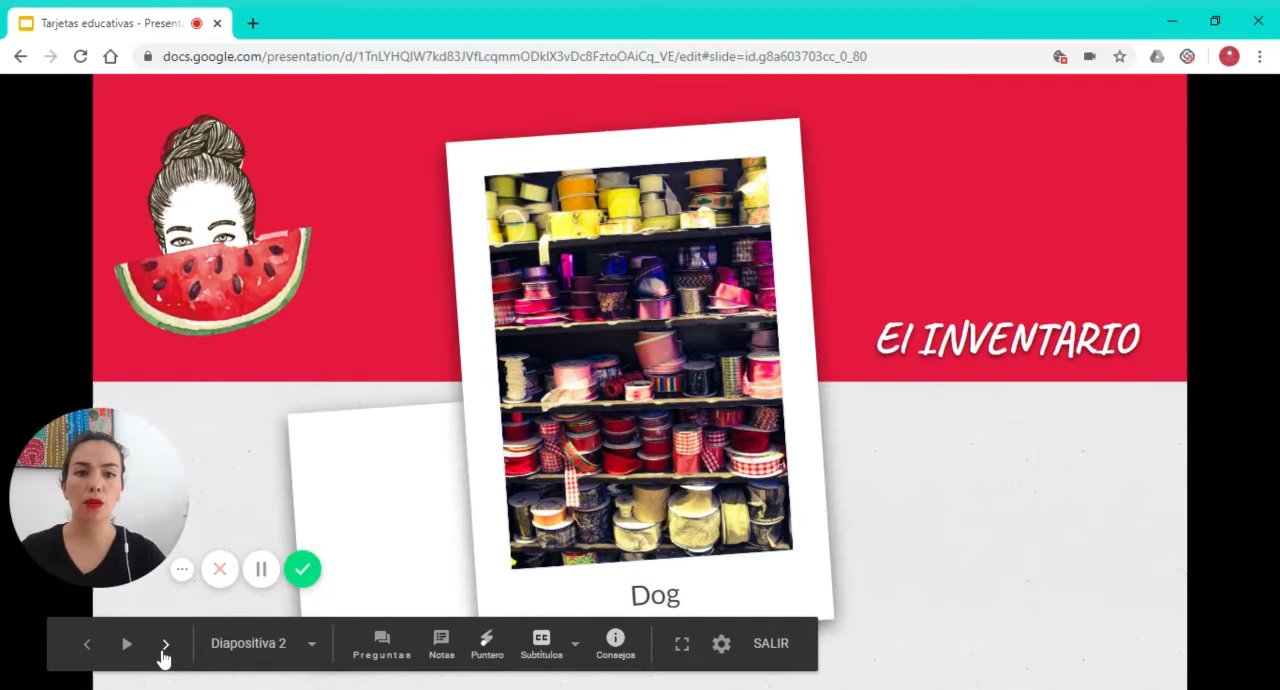 Tarjetas educativas - Present
docs.google.com/presentation/d/1TnLYHQIW7kd83JVfLcqmmODkIX3vDc8FztoOAiCq_VE/edit#slide=id.g8a603703cc_0_80
El INVENTARIO
Dog
Diapositiva 2
Preguntas
Notas
Puntero
Subtítulos
Consejos
SALIR